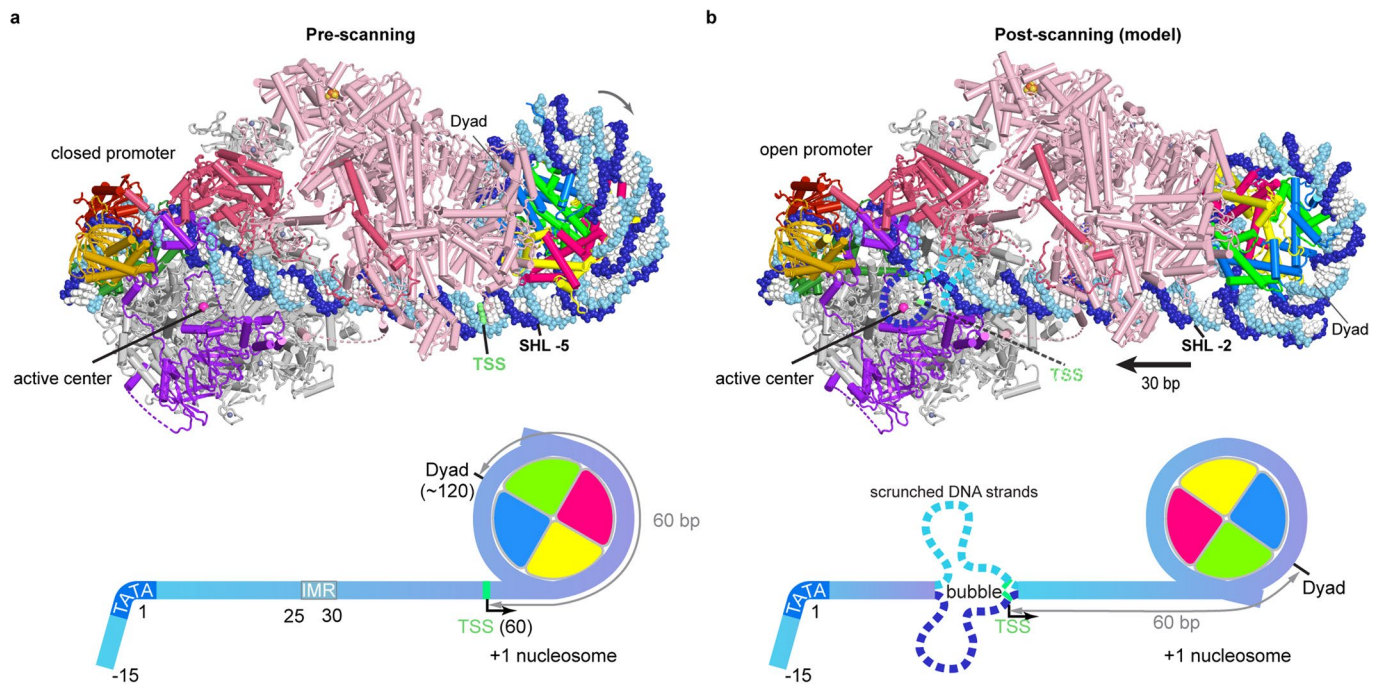 a
Pre-scanning
closed promoter
Dyad
active center
SHL -5
TSS
Dyad
(~120)
60 bp
TATA
1
IMR
25
30
TSS (60)
-15
+1 nucleosome
b
Post-scanning (model)
open promoter
active center
SHL -2
Dyad
TSS
30 bp
scrunched DNA strands
TATA
1
bubble
Dyad
TSS
60 bp
-15
+1 nucleosome